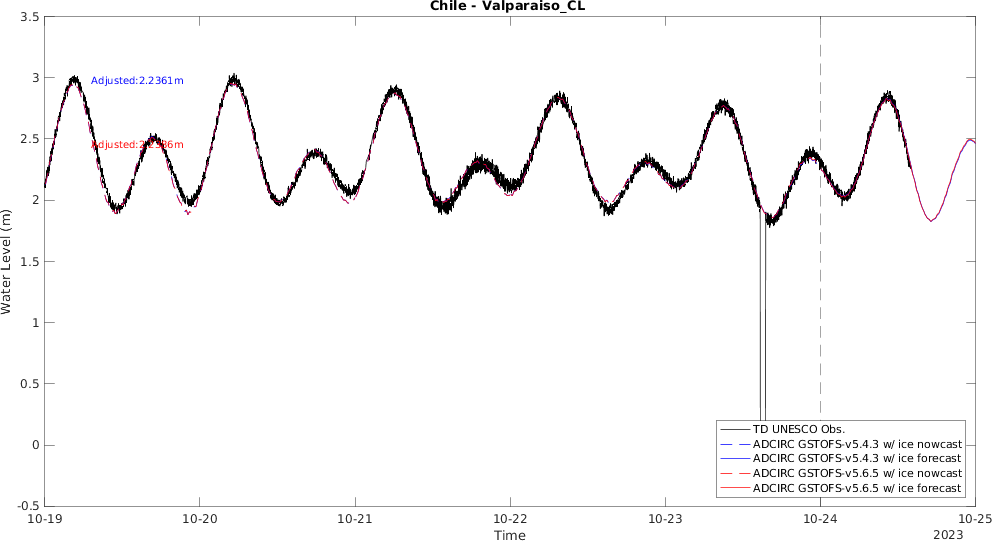 Chile - Valparaiso_CL
3.5
3
2.5
2
1.5
1
0.5
0
-0.5
Water Level (m)
Adjusted:2.2361m
Adjusted:
TD UNESCO Obs.
ADCIRC GSTOFS-v5.4.3 w/ ice nowcast
ADCIRC GSTOFS-v5.4.3 w/ ice forecast
ADCIRC GSTOFS-v5.6.5 w/ ice nowcast
ADCIRC GSTOFS-v5.6.5 w/ ice forecast
10-19 10-20 10-21 10-22 10-23 10-24 10-25
Time
2023